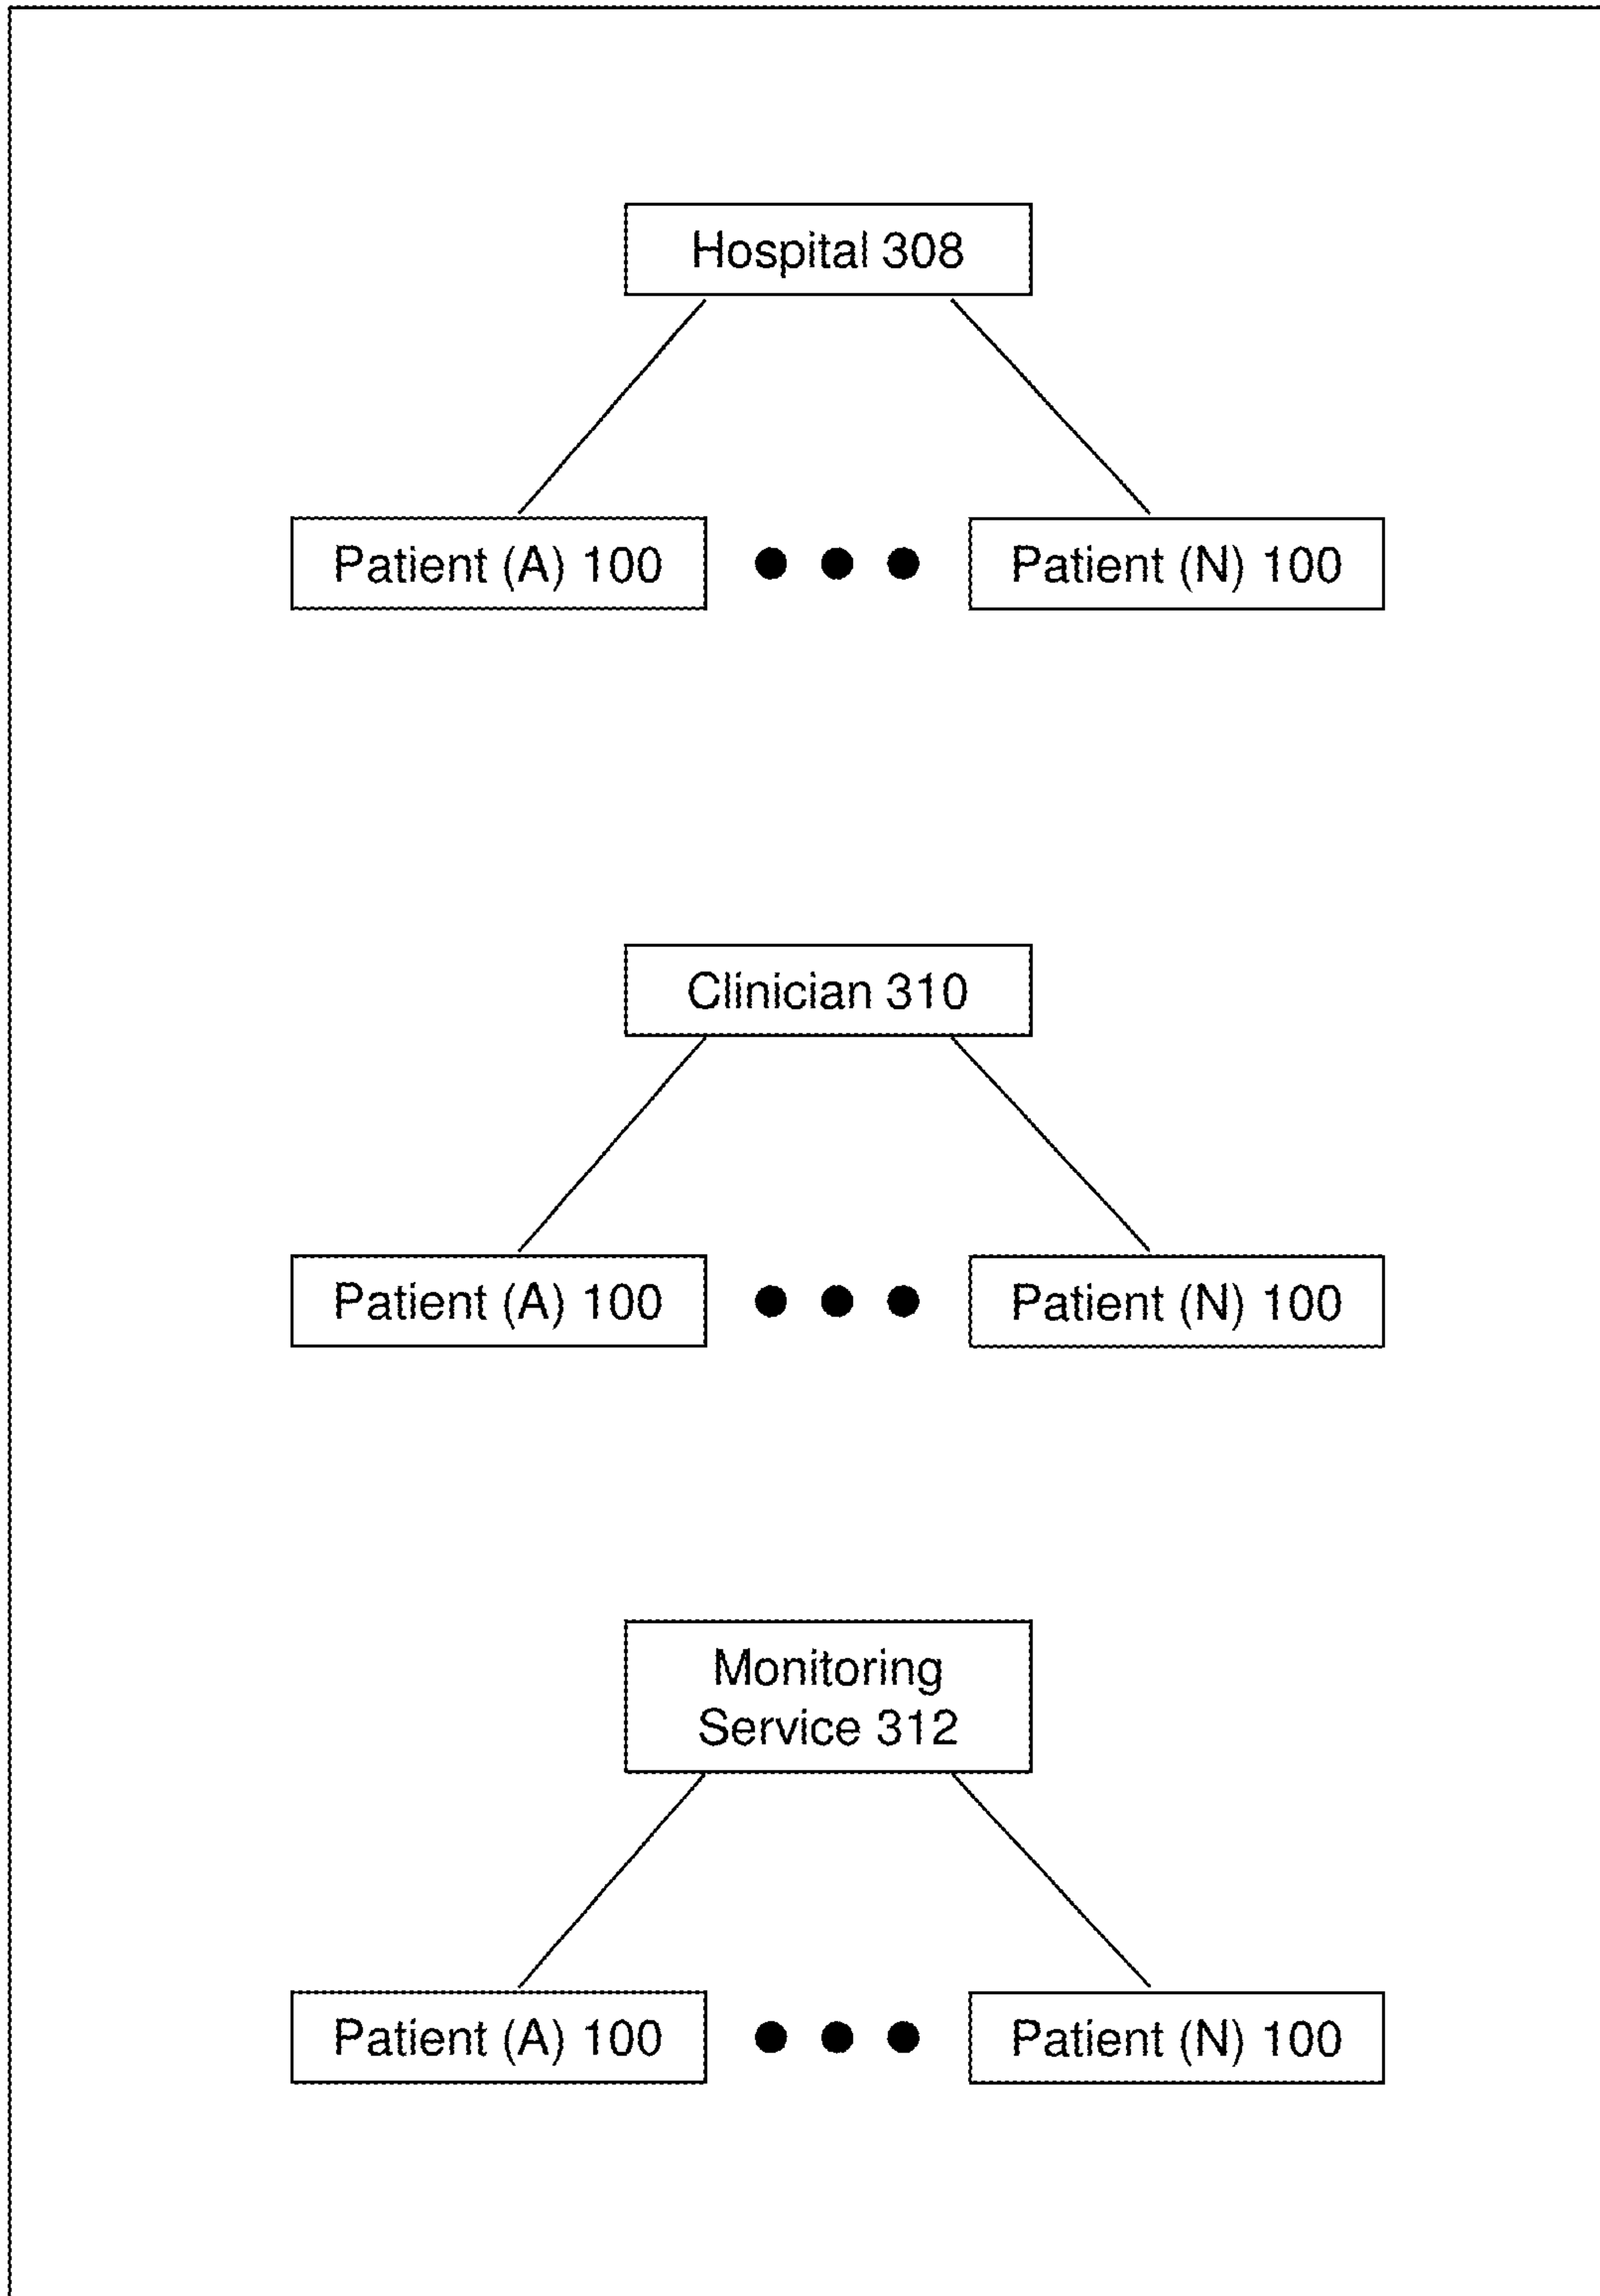 Hospital 308
Patient (A) 100
Patient (N) 100
Clinician 310
Patient (A) 100
Patient (N) 100
Monitoring
Service 312
Patient (A) 100
Patient (N) 100